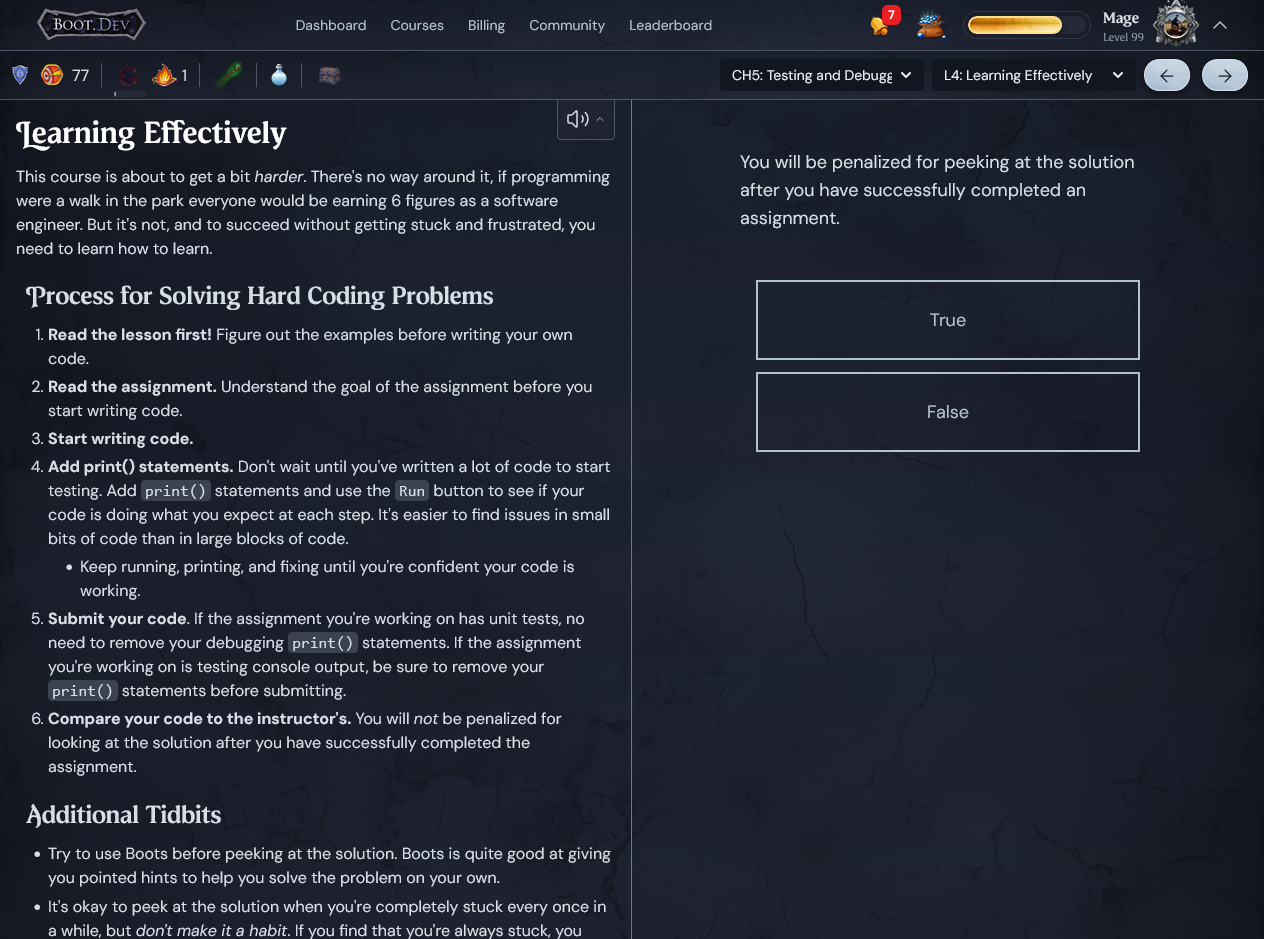 BOOT.DEV
Dashboard Courses Billing Community Leaderboard
7
Mage
Level 99
77
1
CH5: Testing and Debugg
L4: Learning Effectively
Learning Effectively
This course is about to get a bit harder. There's no way around it, if programming
were a walk in the park everyone would be earning 6 figures as a software
engineer. But it's not, and to succeed without getting stuck and frustrated, you
need to learn how to learn.
Process for Solving Hard Coding Problems
1. Read the lesson first! Figure out the examples before writing your own
code.
2. Read the assignment. Understand the goal of the assignment before you
start writing code.
3. Start writing code.
4. Add print() statements. Don't wait until you've written a lot of code to start
testing. Add print() statements and use the Run button to see if your
code is doing what you expect at each step. It's easier to find issues in small
bits of code than in large blocks of code.
• Keep running, printing, and fixing until you're confident your code is
working.
5. Submit your code. If the assignment you're working on has unit tests, no
need to remove your debugging print() statements. If the assignment
you're working on is testing console output, be sure to remove your
print() statements before submitting.
6. Compare your code to the instructor's. You will not be penalized for
looking at the solution after you have successfully completed the
assignment.
Additional Tidbits
• Try to use Boots before peeking at the solution. Boots is quite good at giving
you pointed hints to help you solve the problem on your own.
• It's okay to peek at the solution when you're completely stuck every once in
a while, but don't make it a habit. If you find that you're always stuck, you
You will be penalized for peeking at the solution
after you have successfully completed an
assignment.
True
False